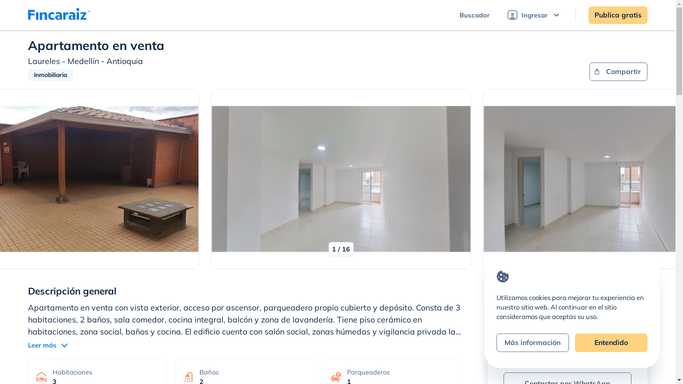 Fincaraiz
Buscador
Ingresar
Publica gratis
Apartamento en venta
Laureles - Medellín - Antioquia
Inmobiliaria
Compartir
1 / 16
Descripción general
Apartamento en venta con vista exterior, acceso por ascensor, parqueadero propio cubierto y depósito. Consta de 3
habitaciones, 2 baños, sala comedor, cocina integral, balcón y zona de lavandería. Tiene piso cerámico en
habitaciones, zona social, baños y cocina. El edificio cuenta con salón social, zonas húmedas y vigilancia privada la...
Leer más
Habitaciones
3
Baños
2
Parqueaderos
1
Utilizamos cookies para mejorar tu experiencia en
nuestro sitio web. Al continuar en el sitio
consideramos que aceptas su uso.
Más información
Entendido
Contactar por WhatsApp